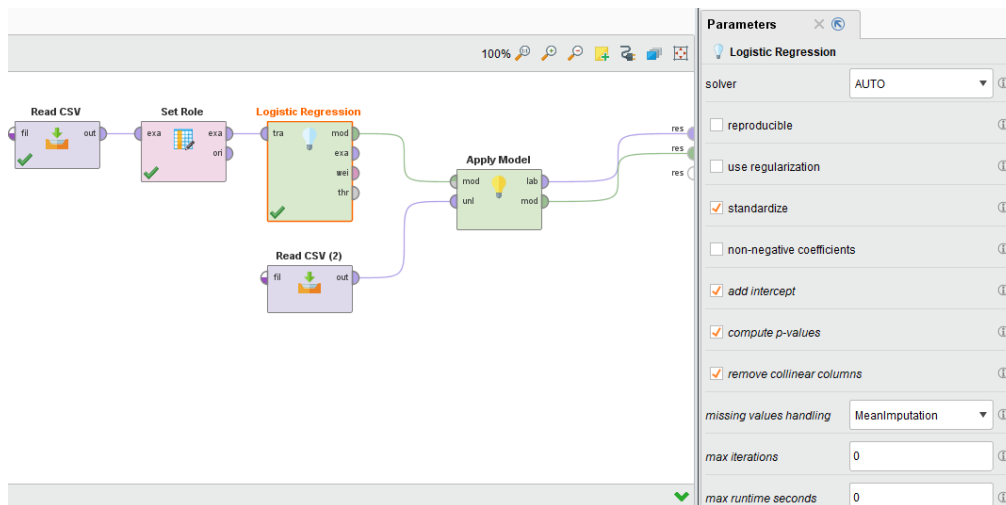 Parameters
Logistic Regression
100%
solver AUTO
reproducible
use regularization
standardize
non-negative coefficients
add intercept
compute p-values
remove collinear columns
missing values handling MeanImputation
max iterations 0
max runtime seconds 0
Read CSV
fil out
Set Role
exa exa
ori
Logistic Regression
tra mod
exa
wei
thr
Apply Model
mod lab
unl mod
Read CSV (2)
fil out
res
res
res